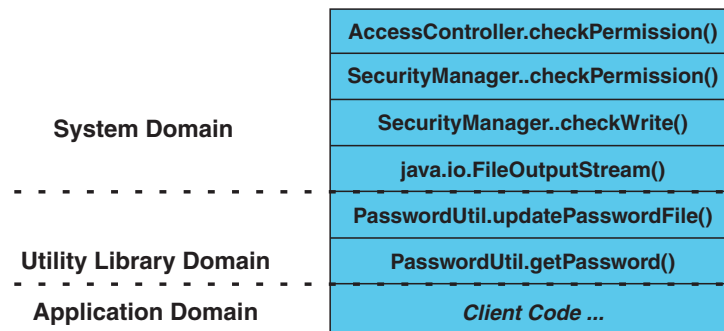 AccessController.checkPermission()
SecurityManager..checkPermission()
System Domain
SecurityManager..checkWrite()
java.io.FileOutputStream()
PasswordUtil.updatePasswordFile()
Utility Library Domain
PasswordUtil.getPassword()
Application Domain
Client Code ...